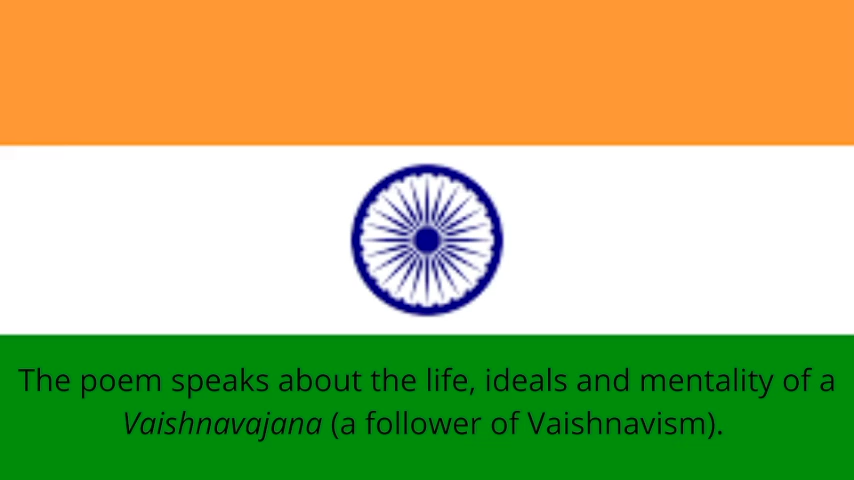 The poem speaks about the life, ideals and mentality of a
Vaishnavajana (a follower of Vaishnavism).